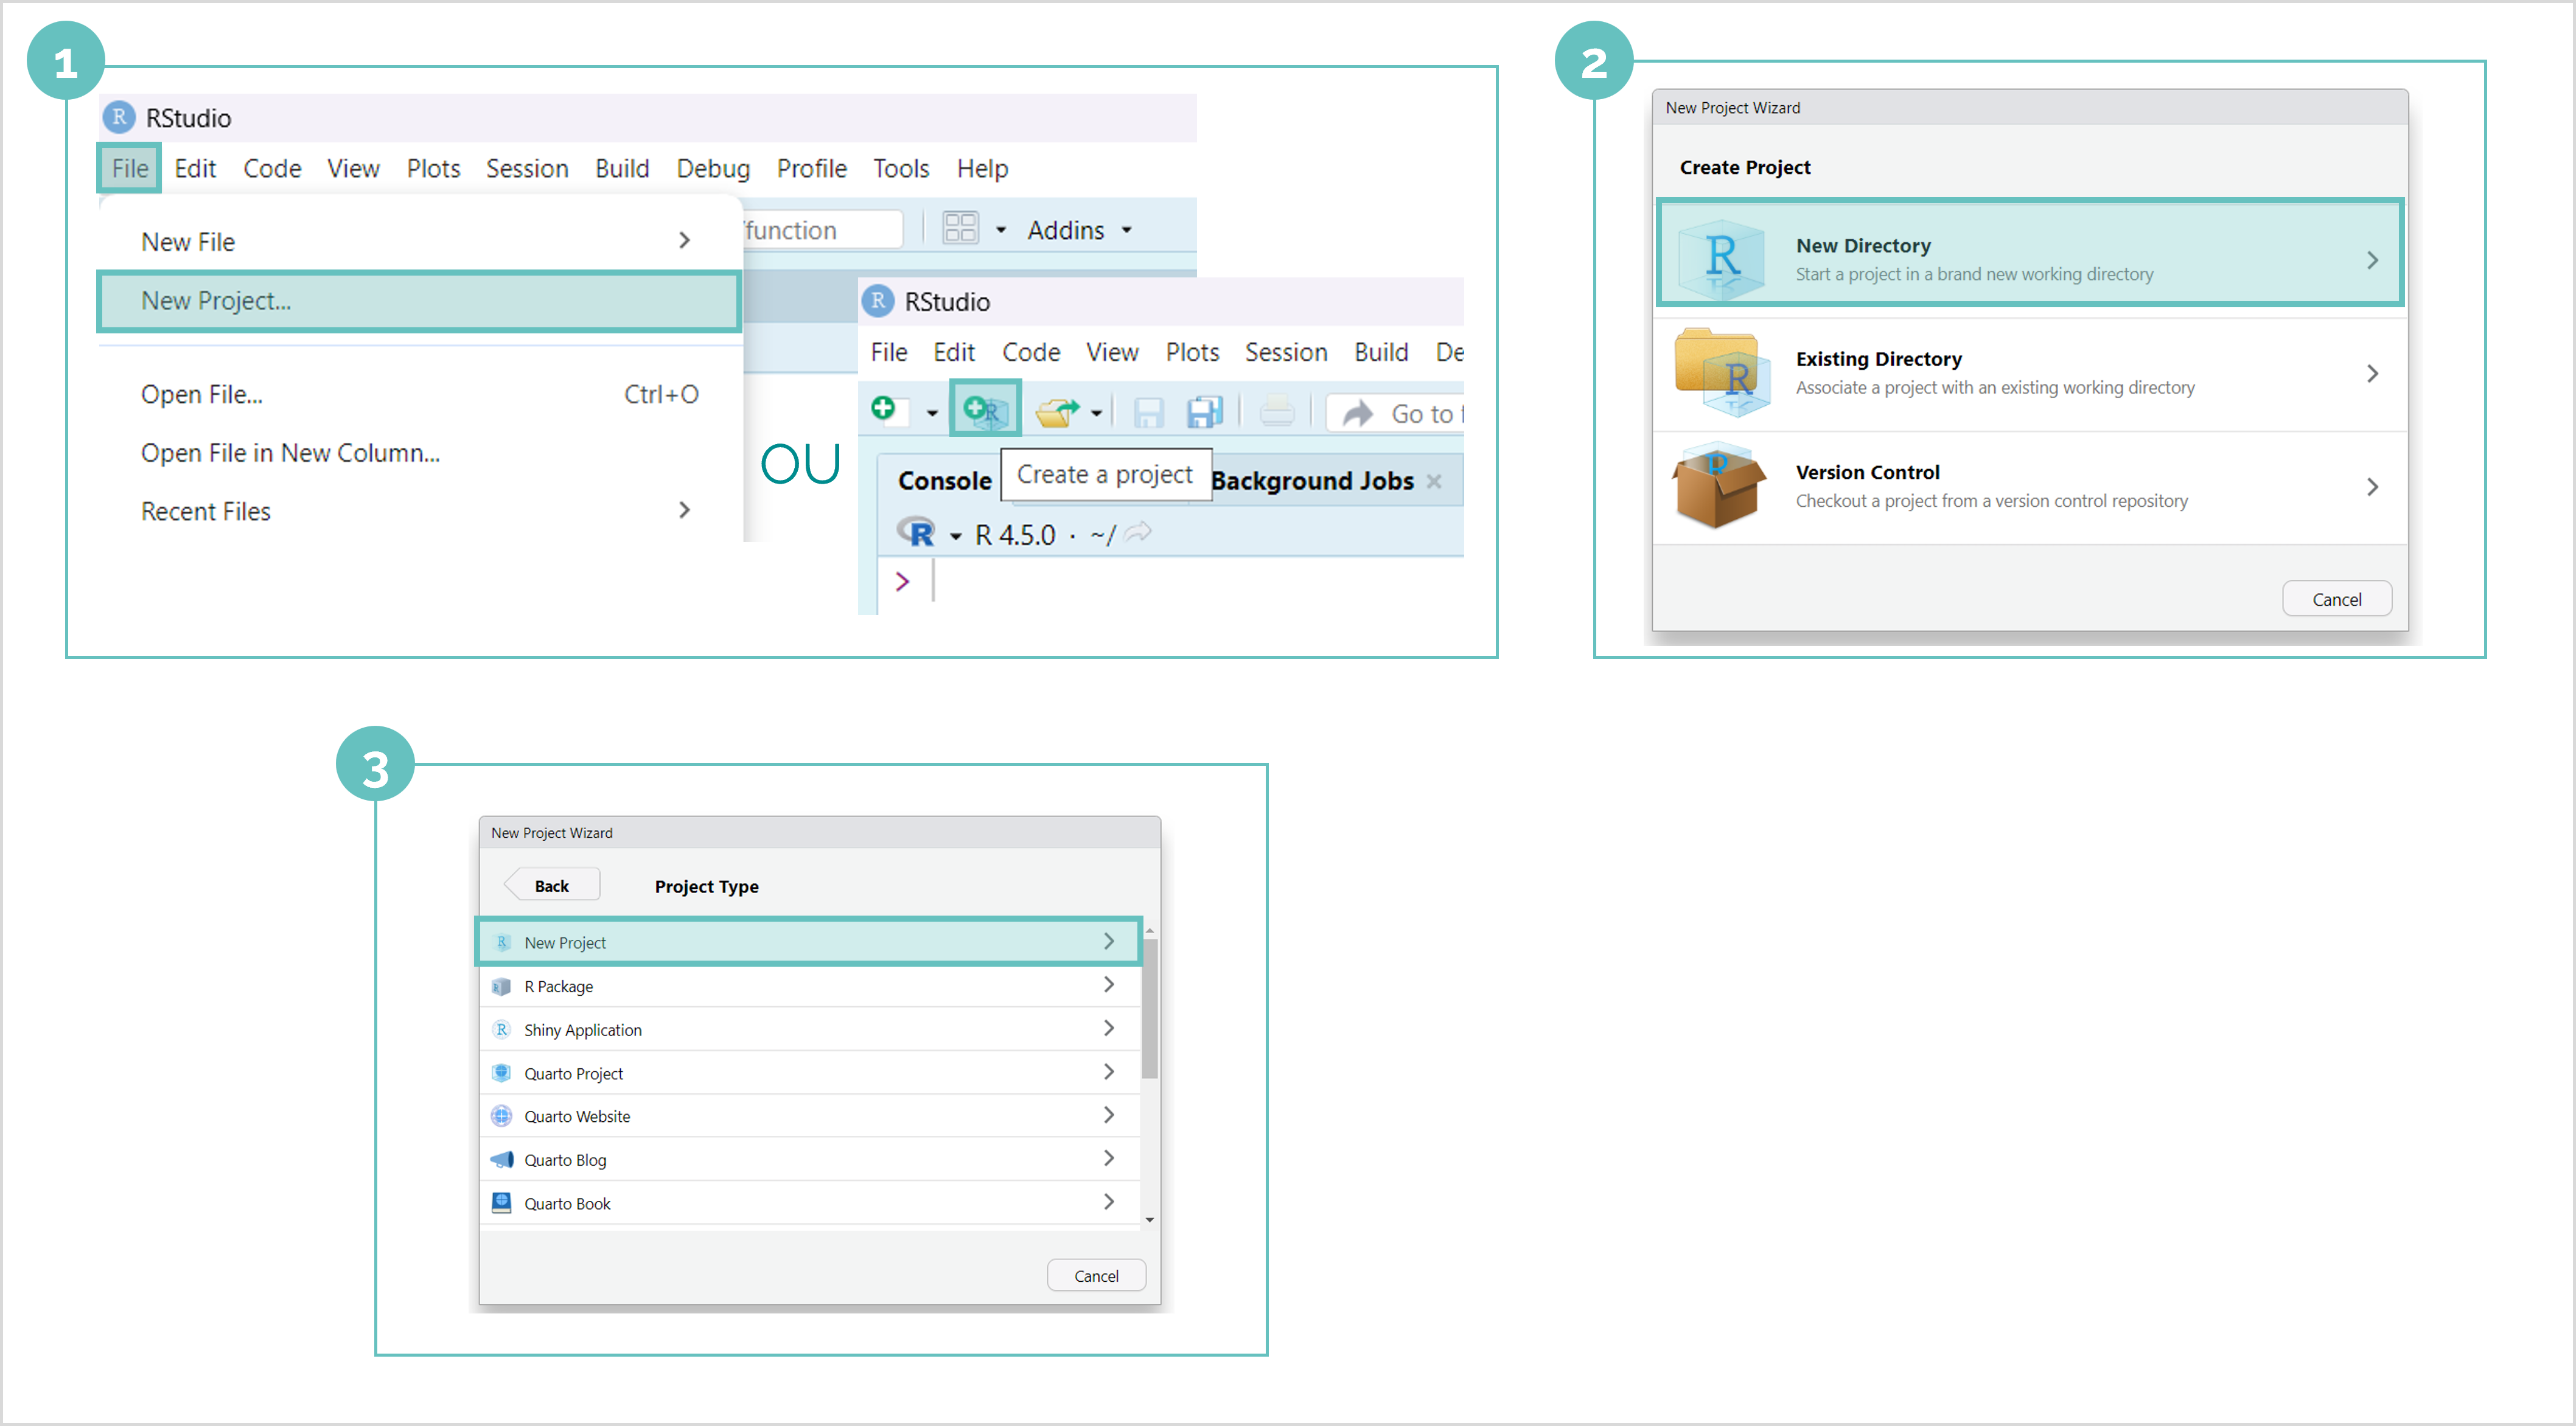 1
RStudio
File Edit Code View Plots Session Build Debug Profile Tools Help
/function Addins
New File
New Project...
Open File... Ctrl+O
Open File in New Column...
Recent Files
OU
RStudio
File Edit Code View Plots Session Build De
Go to f
Console Background Jobs
Create a project
R 4.5.0 · ~/
>
2
New Project Wizard
Create Project
New Directory
Start a project in a brand new working directory
Existing Directory
Associate a project with an existing working directory
Version Control
Checkout a project from a version control repository
Cancel
3
New Project Wizard
Back Project Type
New Project
R Package
Shiny Application
Quarto Project
Quarto Website
Quarto Blog
Quarto Book
Cancel